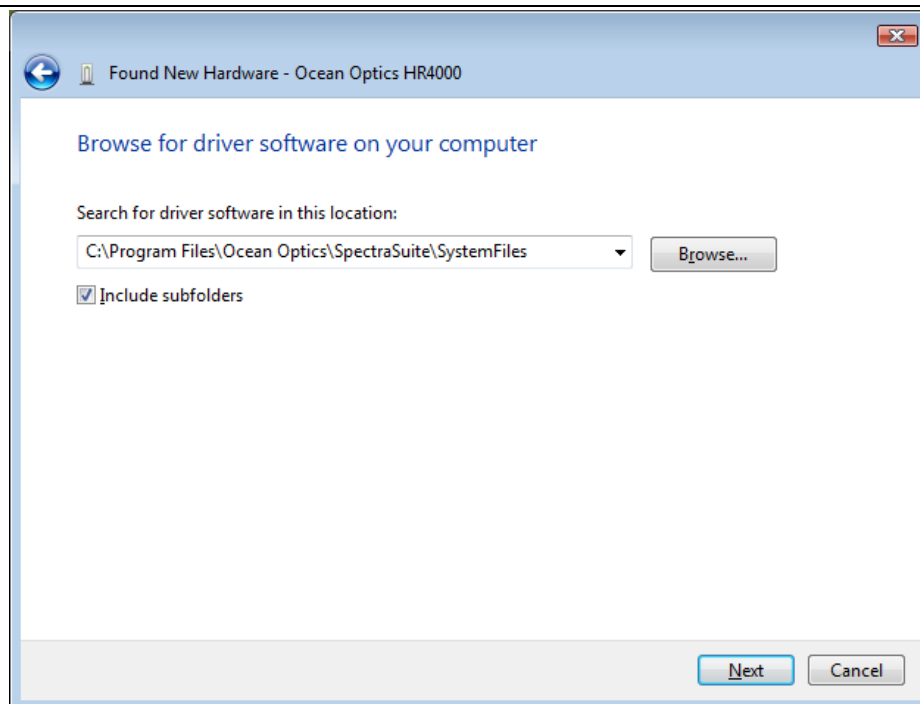 Found New Hardware - Ocean Optics HR4000
Browse for driver software on your computer
Search for driver software in this location:
C:\Program Files\Ocean Optics\SpectraSuite\SystemFiles
Browse...
Include subfolders
Next
Cancel